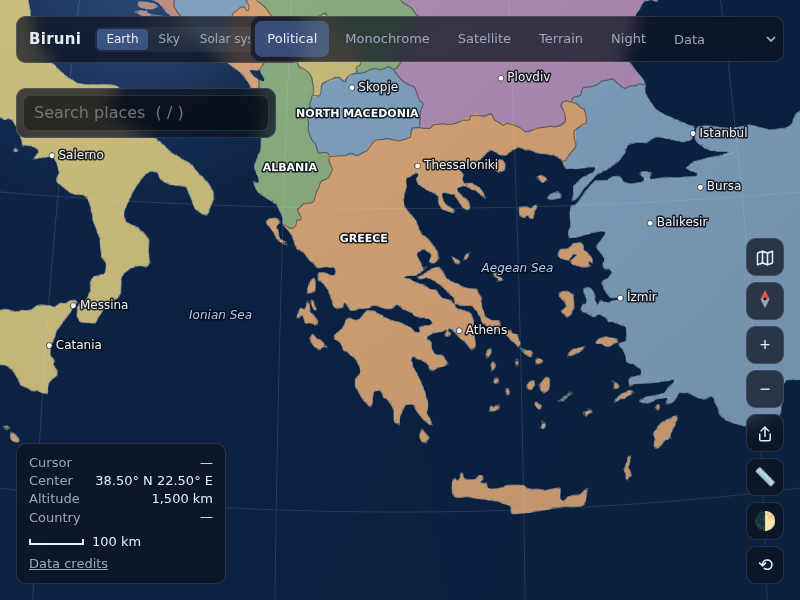 Biruni
Earth
Sky
Solar sys
Political
Monochrome
Satellite
Terrain
Night
Data
Search places ( / )
Skopje
Plovdiv
NORTH MACEDONIA
Istanbul
Salerno
ALBANIA
Thessaloniki
Bursa
Balıkesir
GREECE
Aegean Sea
İzmir
Messina
Ionian Sea
Athens
Catania
Cursor —
Center 38.50° N 22.50° E
Altitude 1,500 km
Country —
100 km
Data credits